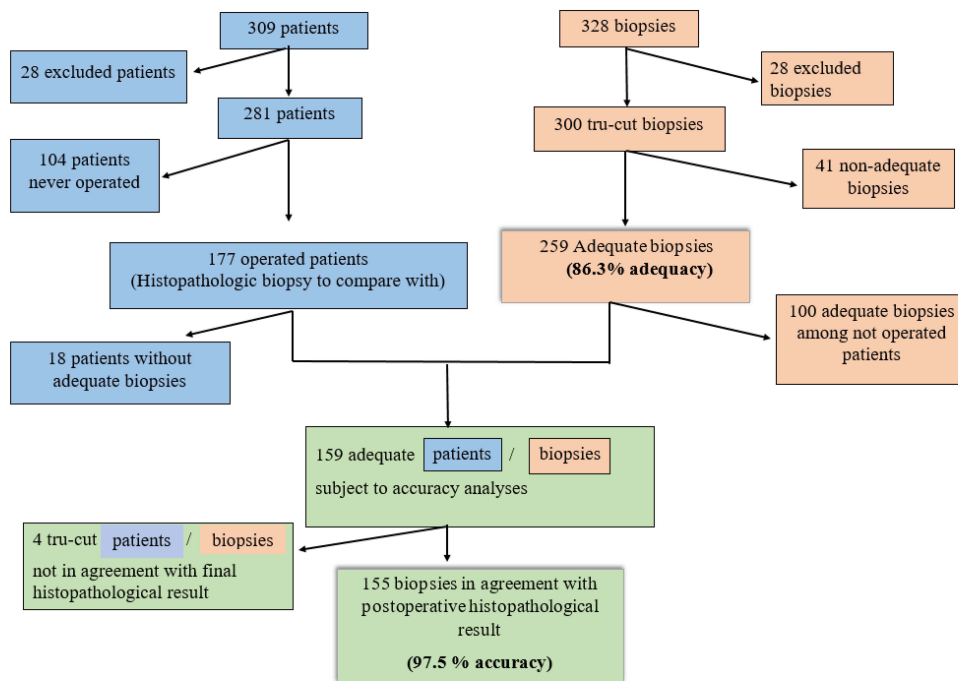 309 patients
328 biopsies
28 excluded patients
28 excluded
biopsies
281 patients
300 tru-cut biopsies
104 patients
never operated
41 non-adequate
biopsies
177 operated patients
(Histopathologic biopsy to compare with)
259 Adequate biopsies
(86.3% adequacy)
18 patients without
adequate biopsies
100 adequate biopsies
among not operated
patients
159 adequate patients / biopsies
subject to accuracy analyses
4 tru-cut patients / biopsies
not in agreement with final
histopathological result
155 biopsies in agreement with
postoperative histopathological
result
(97.5 % accuracy)